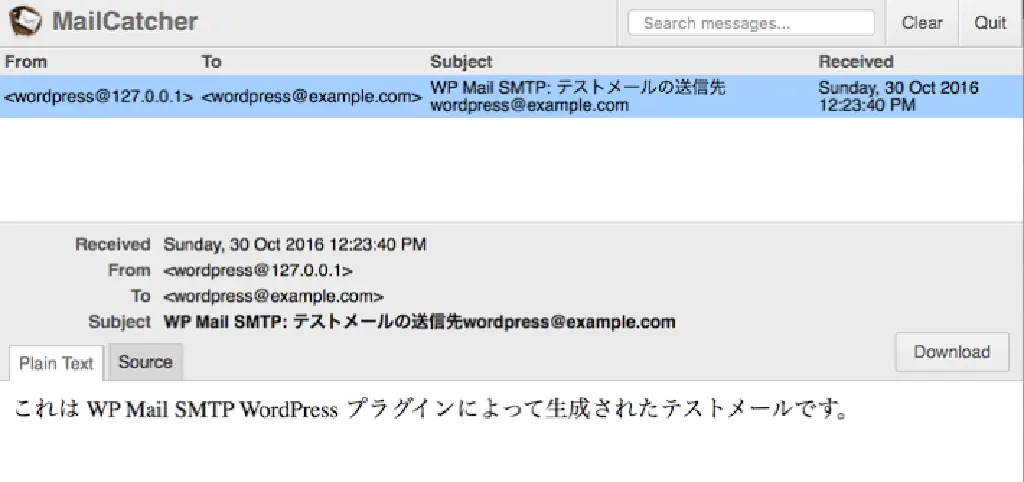 MailCatcher Search messages... Clear Quit
From To Subject Received
<wordpress@127.0.0.1> <wordpress@example.com> WP Mail SMTP: テストメールの送信先 Sunday, 30 Oct 2016
wordpress@example.com 12:23:40 PM
Received Sunday, 30 Oct 2016 12:23:40 PM
From <wordpress@127.0.0.1>
To <wordpress@example.com>
Subject WP Mail SMTP: テストメールの送信先wordpress@example.com
Plain Text Source Download
これは WP Mail SMTP WordPress プラグインによって生成されたテストメールです。